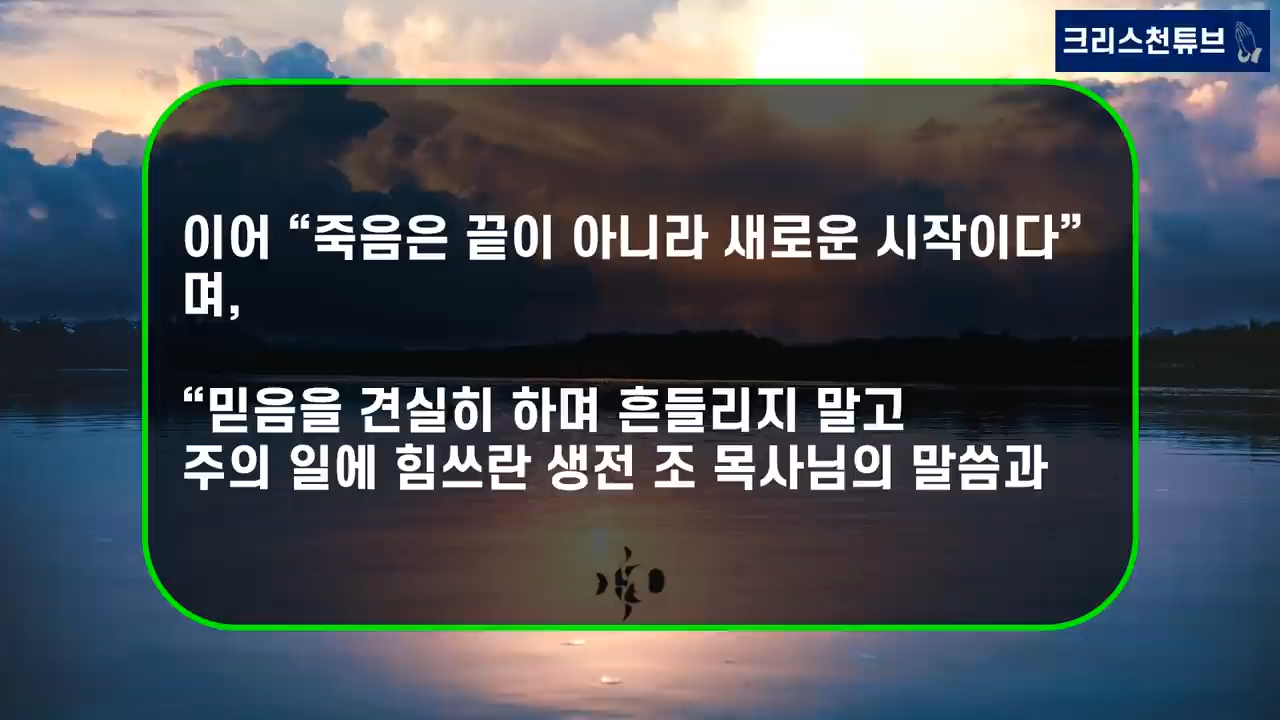 크리스천튜브
이어 “죽음은 끝이 아니라 새로운 시작이다”
며,
“믿음을 견실히 하며 흔들리지 말고
주의 일에 힘쓰란 생전 조 목사님의 말씀과